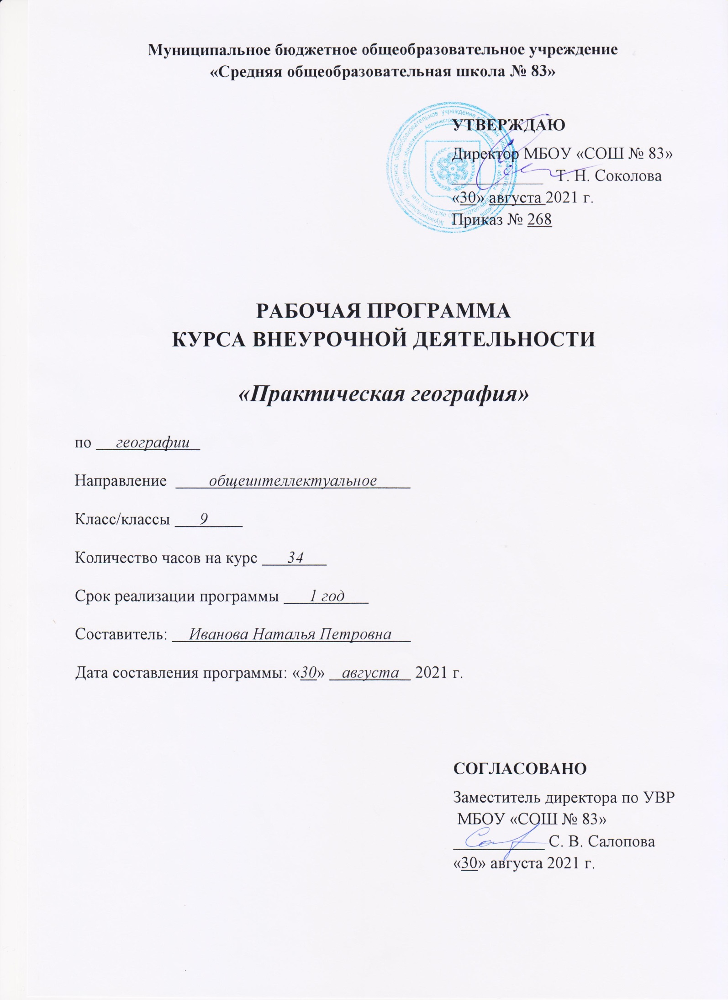 Муниципальное бюджетное общеобразовательное учреждение
«Средняя общеобразовательная школа № 83»
УТВЕРЖДАЮ
Директор МБОУ «СОШ № 83»
Т. Н. Соколова
«30» августа 2021 г.
Приказ № 268
РАБОЧАЯ ПРОГРАММА
КУРСА ВНЕУРОЧНОЙ ДЕЯТЕЛЬНОСТИ
«Практическая география»
по географии
Направление общеинтеллектуальное
Класс/классы 9
Количество часов на курс 34
Срок реализации программы 1 год
Составитель: Иванова Наталья Петровна
Дата составления программы: «30» августа 2021 г.
СОГЛАСОВАНО
Заместитель директора по УВР
МБОУ «СОШ № 83»
С. В. Салопова
«30» августа 2021 г.